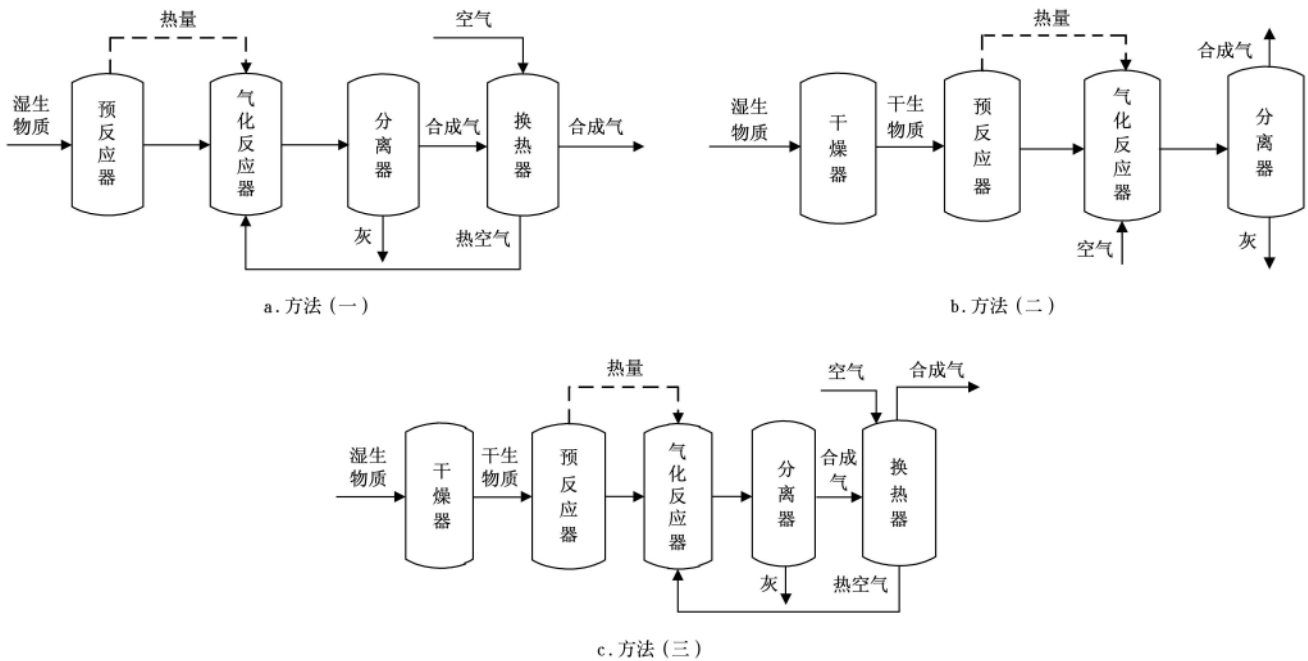 热量
空气
湿生
物质
预反应器
气化反应器
分离器
合成气
换热器
合成气
灰
热空气
a.方法(一)
热量
合成气
湿生
物质
干燥器
干生
物质
预反应器
气化反应器
分离器
空气
灰
b.方法(二)
热量
空气
合成气
湿生
物质
干燥器
干生
物质
预反应器
气化反应器
分离器
合成
气
换热器
灰
热空气
c.方法(三)